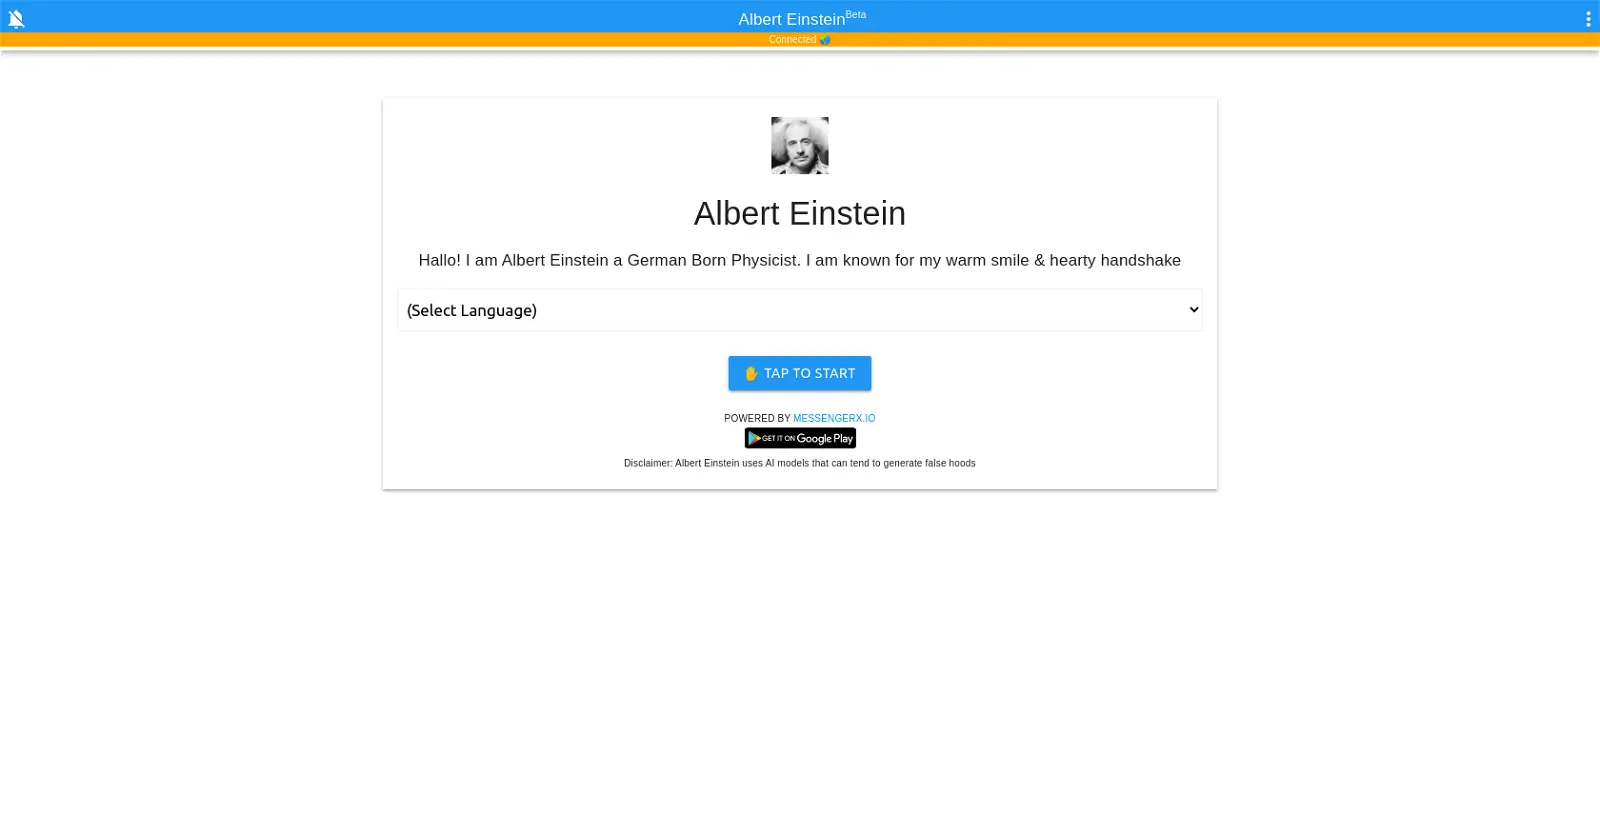 Albert Einstein Beta
Connected
Albert Einstein
Hallo! I am Albert Einstein a German Born Physicist. I am known for my warm smile & hearty handshake
(Select Language)
TAP TO START
POWERED BY MESSENGERX.IO
GET IT ON Google Play
Disclaimer: Albert Einstein uses AI models that can tend to generate false hoods